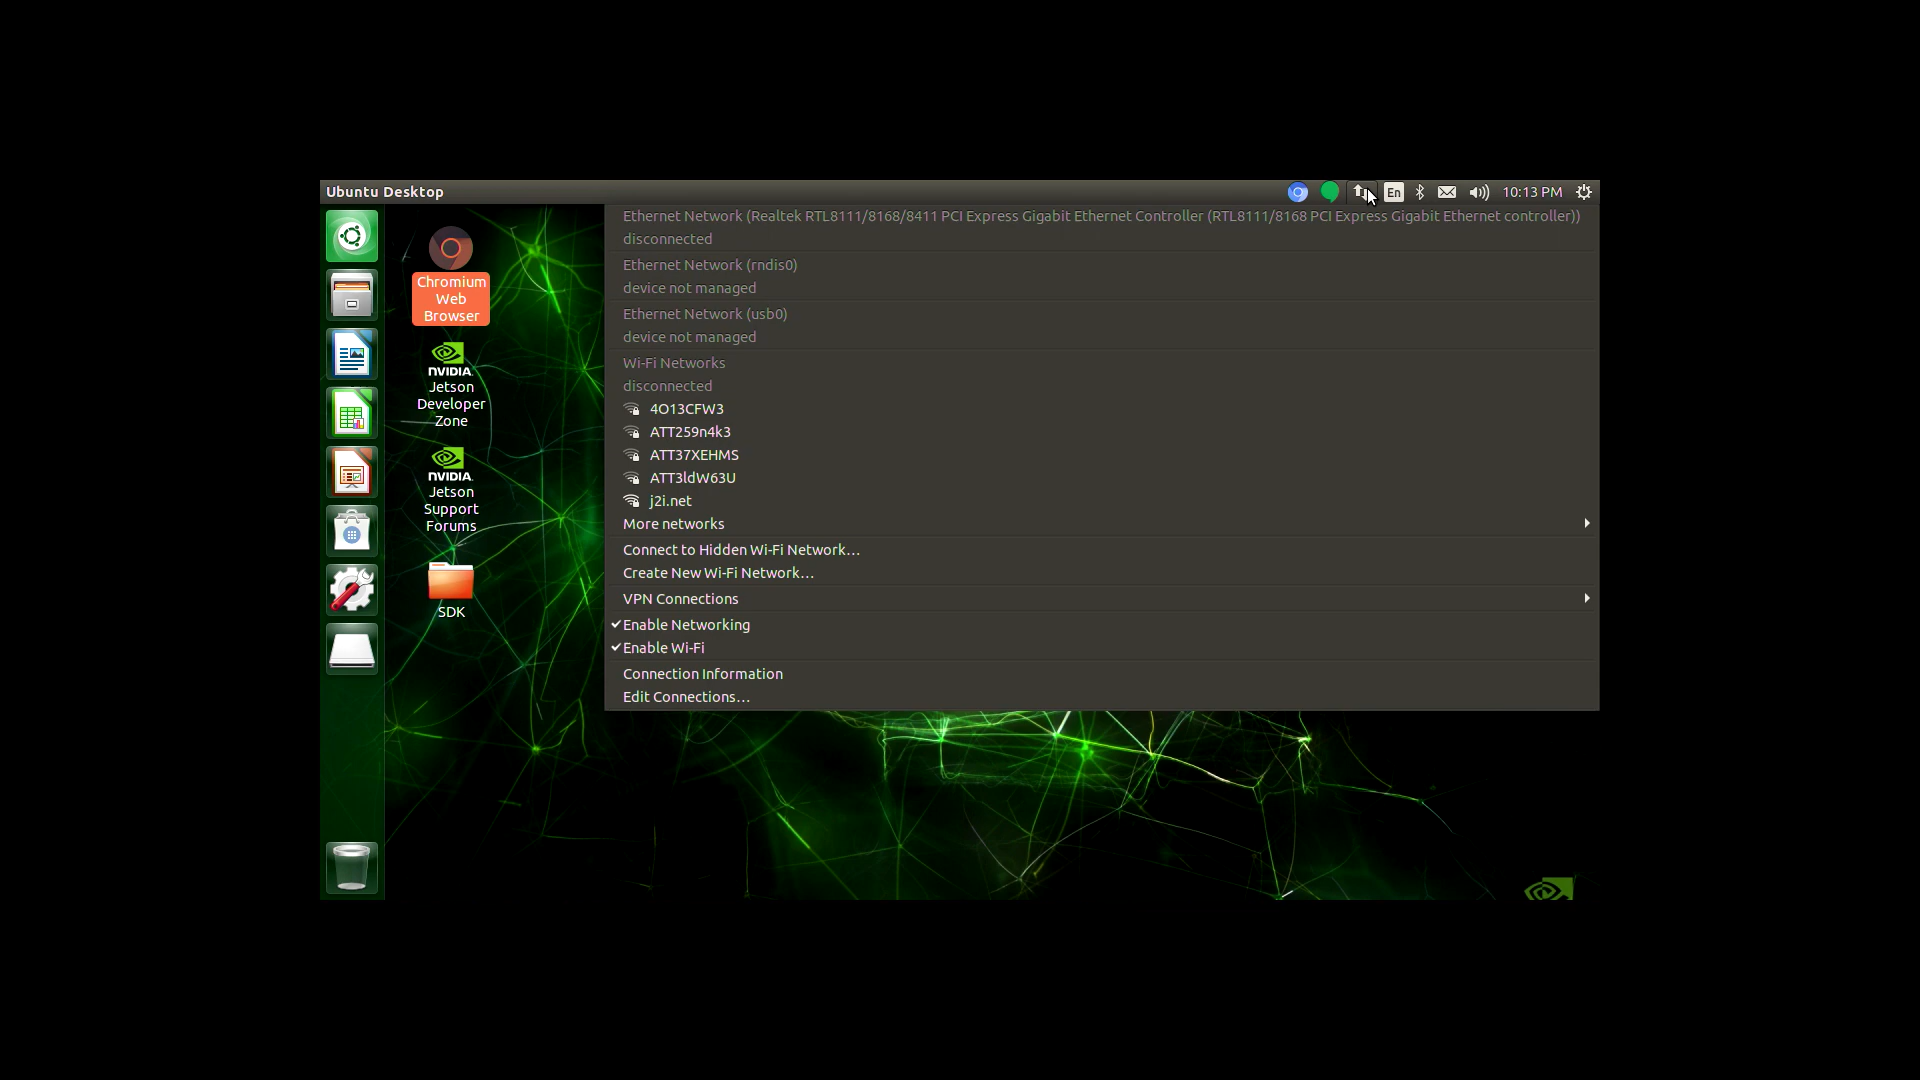 Ubuntu Desktop
En
10:13 PM
Chromium
Web
Browser
NVIDIA.
Jetson
Developer
Zone
NVIDIA.
Jetson
Support
Forums
SDK
Ethernet Network (Realtek RTL8111/8168/8411 PCI Express Gigabit Ethernet Controller (RTL8111/8168 PCI Express Gigabit Ethernet controller))
disconnected
Ethernet Network (rndis0)
device not managed
Ethernet Network (usb0)
device not managed
Wi-Fi Networks
disconnected
4O13CFW3
ATT259n4k3
ATT37XEHMS
ATT3ldW63U
j2i.net
More networks
Connect to Hidden Wi-Fi Network…
Create New Wi-Fi Network…
VPN Connections
Enable Networking
Enable Wi-Fi
Connection Information
Edit Connections…